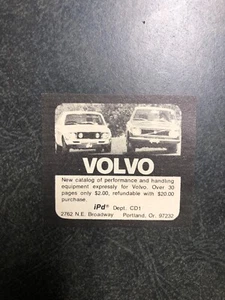 VOLVO
New catalog of performance and handling
equipment expressly for Volvo. Over 30
pages only $2.00, refundable with $20.00
purchase.
iPd® Dept. CD1
2762 N.E. Broadway Portland, Or. 97232